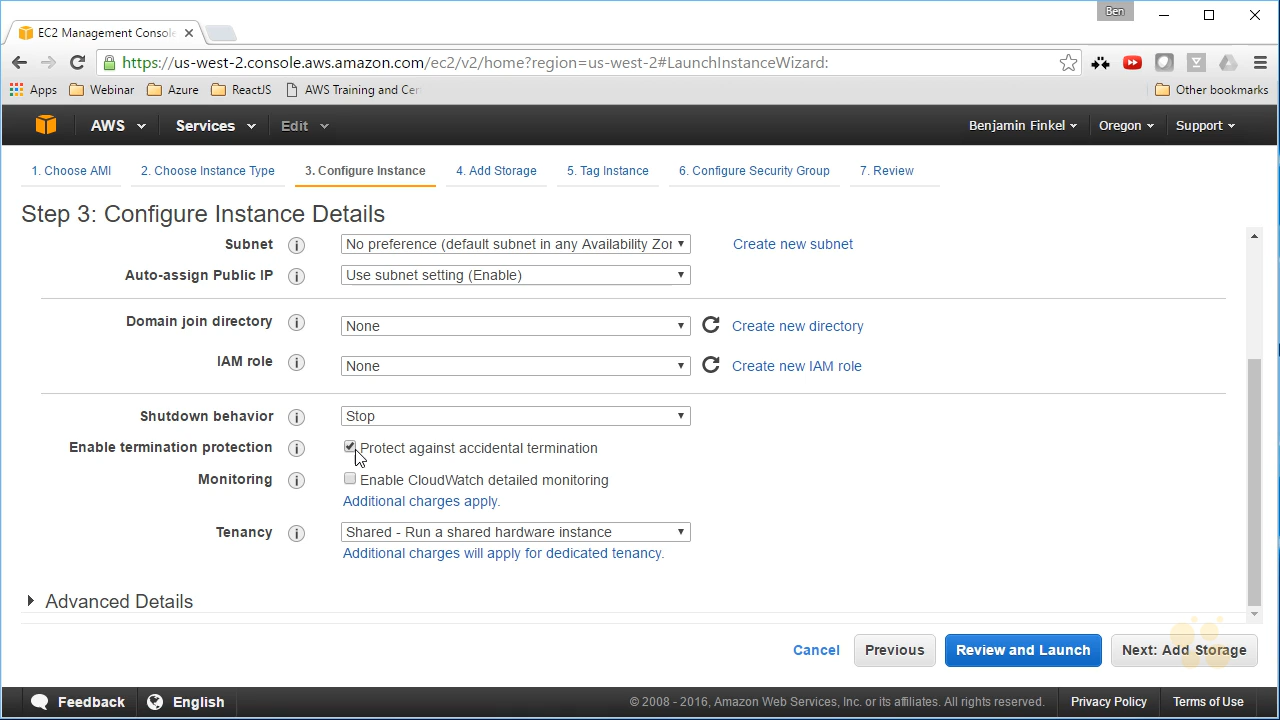 Ben
EC2 Management Console
https://us-west-2.console.aws.amazon.com/ec2/v2/home?region=us-west-2#LaunchInstanceWizard:
Apps Webinar Azure ReactJS AWS Training and Cer Other bookmarks
AWS Services Edit Benjamin Finkel Oregon Support
1. Choose AMI 2. Choose Instance Type 3. Configure Instance 4. Add Storage 5. Tag Instance 6. Configure Security Group 7. Review
Step 3: Configure Instance Details
Subnet No preference (default subnet in any Availability Zor Create new subnet
Auto-assign Public IP Use subnet setting (Enable)
Domain join directory None Create new directory
IAM role None Create new IAM role
Shutdown behavior Stop
Enable termination protection Protect against accidental termination
Monitoring Enable CloudWatch detailed monitoring
Additional charges apply.
Tenancy Shared - Run a shared hardware instance
Additional charges will apply for dedicated tenancy.
Advanced Details
Cancel Previous Review and Launch Next: Add Storage
Feedback English © 2008 - 2016, Amazon Web Services, Inc. or its affiliates. All rights reserved. Privacy Policy Terms of Use